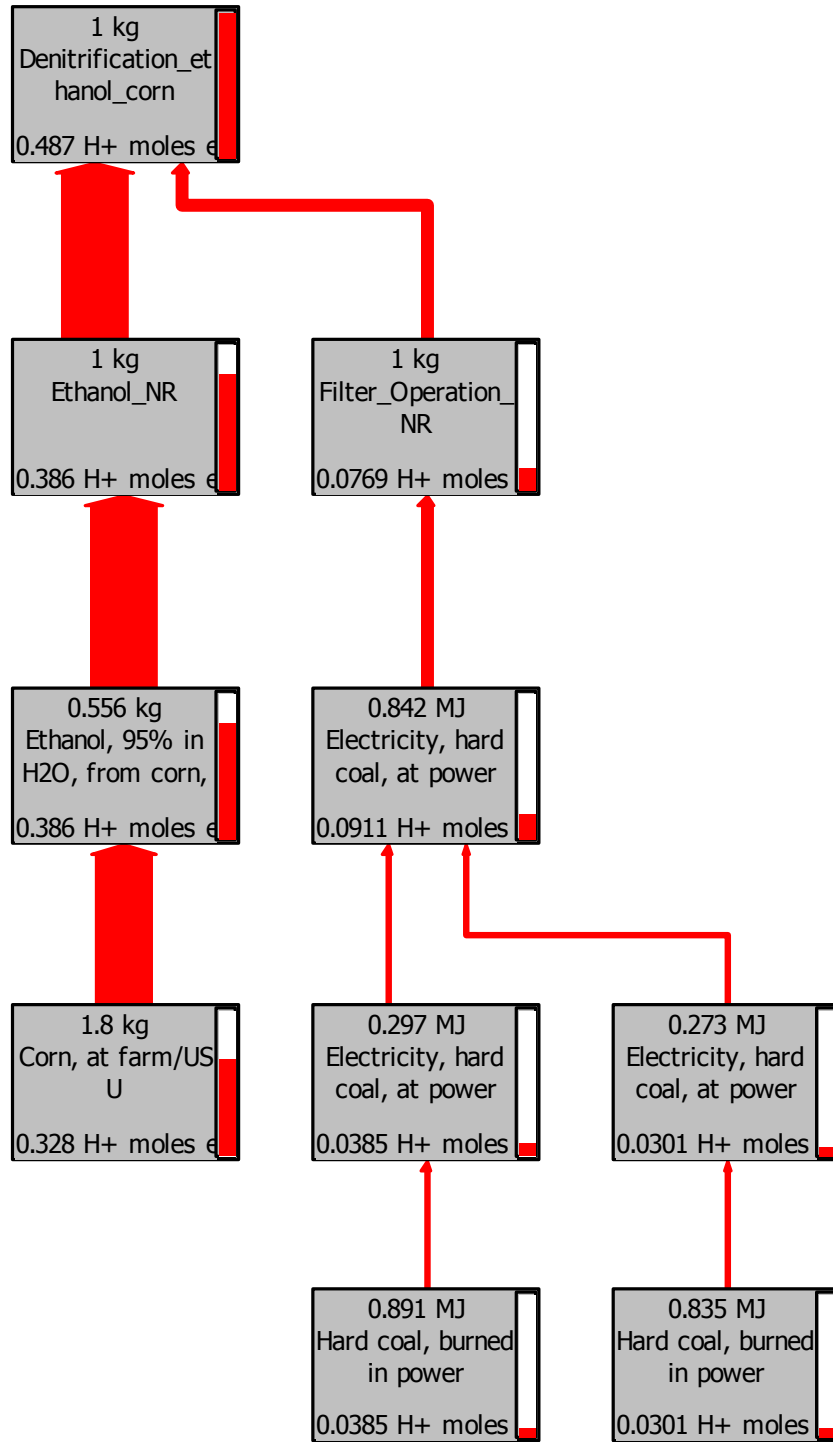 1 kg
Denitrification_et
hanol_corn
0.487 H+ moles e
1 kg
Ethanol_NR
0.386 H+ moles e
1 kg
Filter_Operation_
NR
0.0769 H+ moles
0.556 kg
Ethanol, 95% in
H2O, from corn,
0.386 H+ moles e
0.842 MJ
Electricity, hard
coal, at power
0.0911 H+ moles
1.8 kg
Corn, at farm/US
U
0.328 H+ moles e
0.297 MJ
Electricity, hard
coal, at power
0.0385 H+ moles
0.273 MJ
Electricity, hard
coal, at power
0.0301 H+ moles
0.891 MJ
Hard coal, burned
in power
0.0385 H+ moles
0.835 MJ
Hard coal, burned
in power
0.0301 H+ moles